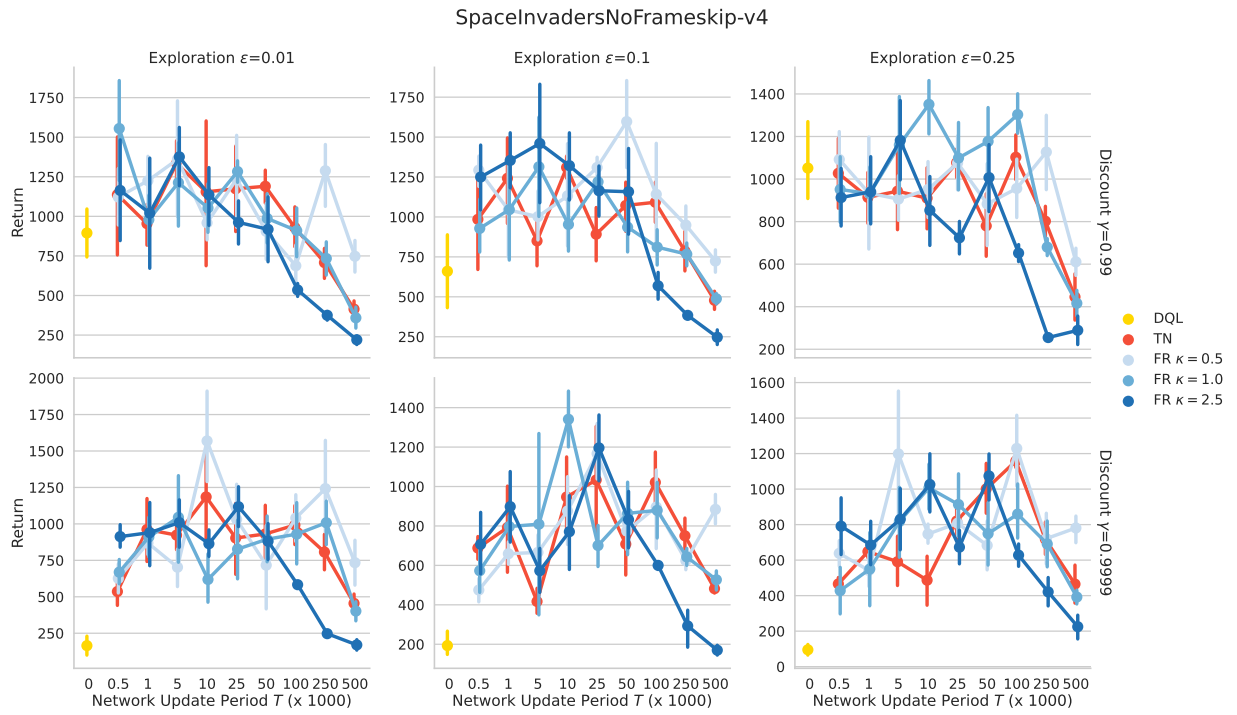 SpaceInvadersNoFrameskip-v4
Exploration ε=0.01
Exploration ε=0.1
Exploration ε=0.25
1750
1500
1250
1000
750
500
250
Return
1750
1500
1250
1000
750
500
250
1400
1200
1000
800
600
400
200
Discount γ=0.99
DQL
TN
FR κ = 0.5
FR κ = 1.0
FR κ = 2.5
2000
1750
1500
1250
1000
750
500
250
Return
1400
1200
1000
800
600
400
200
1600
1400
1200
1000
800
600
400
200
0
Discount γ=0.9999
0 0.5 1 5 10 25 50 100 250 500
Network Update Period T (x 1000)
0 0.5 1 5 10 25 50 100 250 500
Network Update Period T (x 1000)
0 0.5 1 5 10 25 50 100 250 500
Network Update Period T (x 1000)